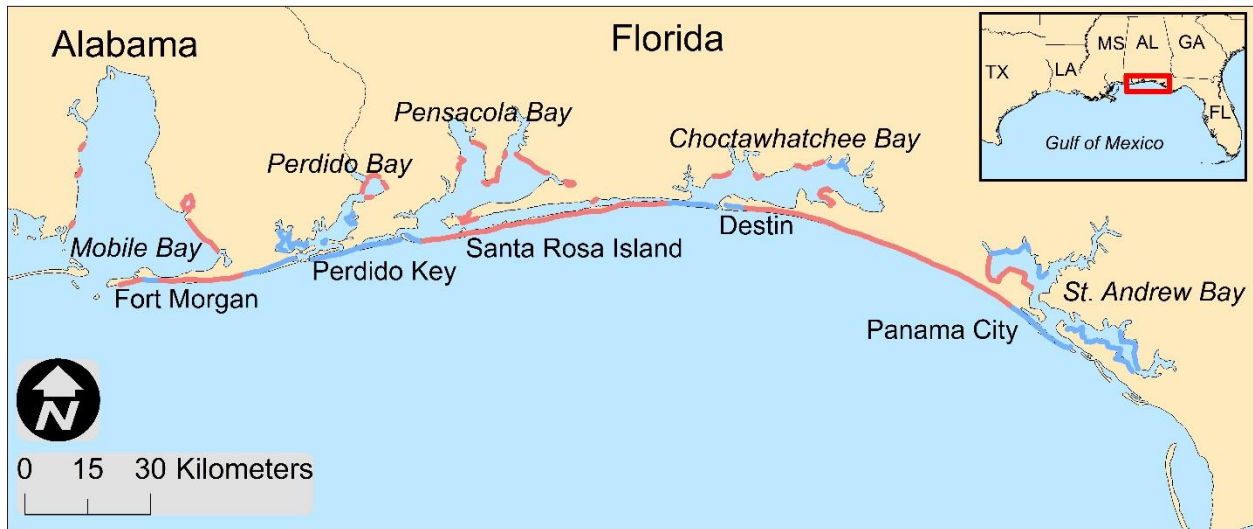 Alabama
Florida
MS
AL
GA
TX
LA
FL
Gulf of Mexico
Pensacola Bay
Perdido Bay
Choctawhatchee Bay
Mobile Bay
Perdido Key
Santa Rosa Island
Destin
Fort Morgan
St. Andrew Bay
Panama City
N
0 15 30 Kilometers